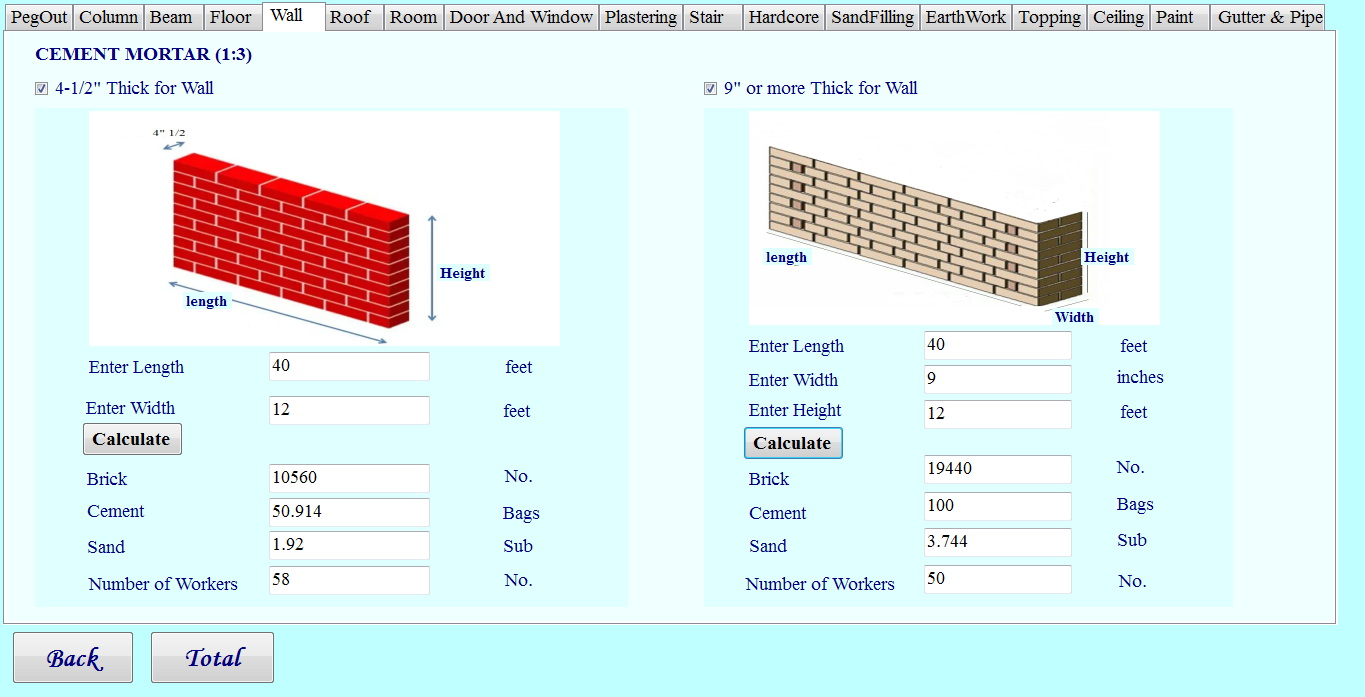 PegOut Column Beam Floor Wall Roof Room Door And Window Plastering Stair Hardcore SandFilling EarthWork Topping Ceiling Paint Gutter & Pipe
CEMENT MORTAR (1:3)
4-1/2" Thick for Wall
4" 1/2
Height
length
Enter Length 40 feet
Enter Width 12 feet
Calculate
Brick 10560 No.
Cement 50.914 Bags
Sand 1.92 Sub
Number of Workers 58 No.
9" or more Thick for Wall
length
Height
Width
Enter Length 40 feet
Enter Width 9 inches
Enter Height 12 feet
Calculate
Brick 19440 No.
Cement 100 Bags
Sand 3.744 Sub
Number of Workers 50 No.
Back Total